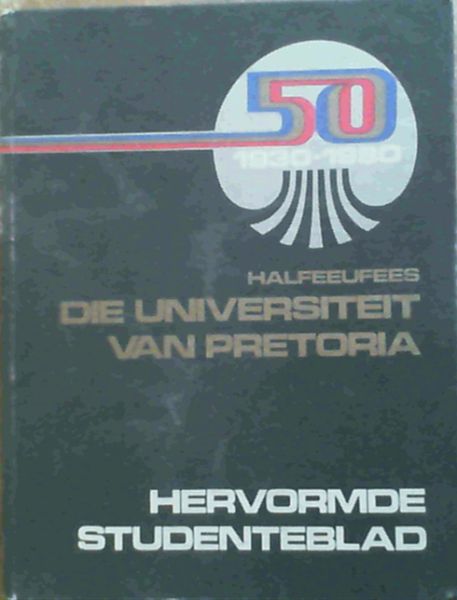 50
1930-1980
HALFEEUFEES
DIE UNIVERSITEIT
VAN PRETORIA
HERVORMDE
STUDENTEBLAD